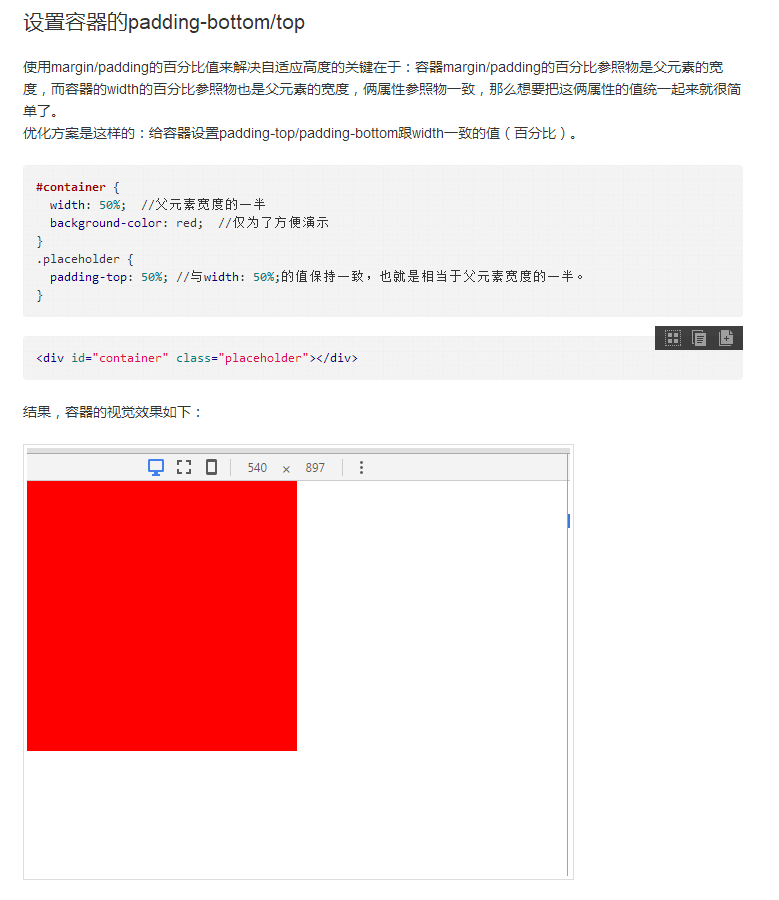 设置容器的padding-bottom/top
使用margin/padding的百分比值来解决自适应高度的关键在于：容器margin/padding的百分比参照物是父元素的宽
度，而容器的width的百分比参照物也是父元素的宽度，俩属性参照物一致，那么想要把这俩属性的值统一起来就很简
单了。
优化方案是这样的：给容器设置padding-top/padding-bottom跟width一致的值（百分比）。
#container {
  width: 50%;  //父元素宽度的一半
  background-color: red;  //仅为了方便演示
}
.placeholder {
  padding-top: 50%; //与width: 50%;的值保持一致，也就是相当于父元素宽度的一半。
}
<div id="container" class="placeholder"></div>
结果，容器的视觉效果如下：
540 × 897